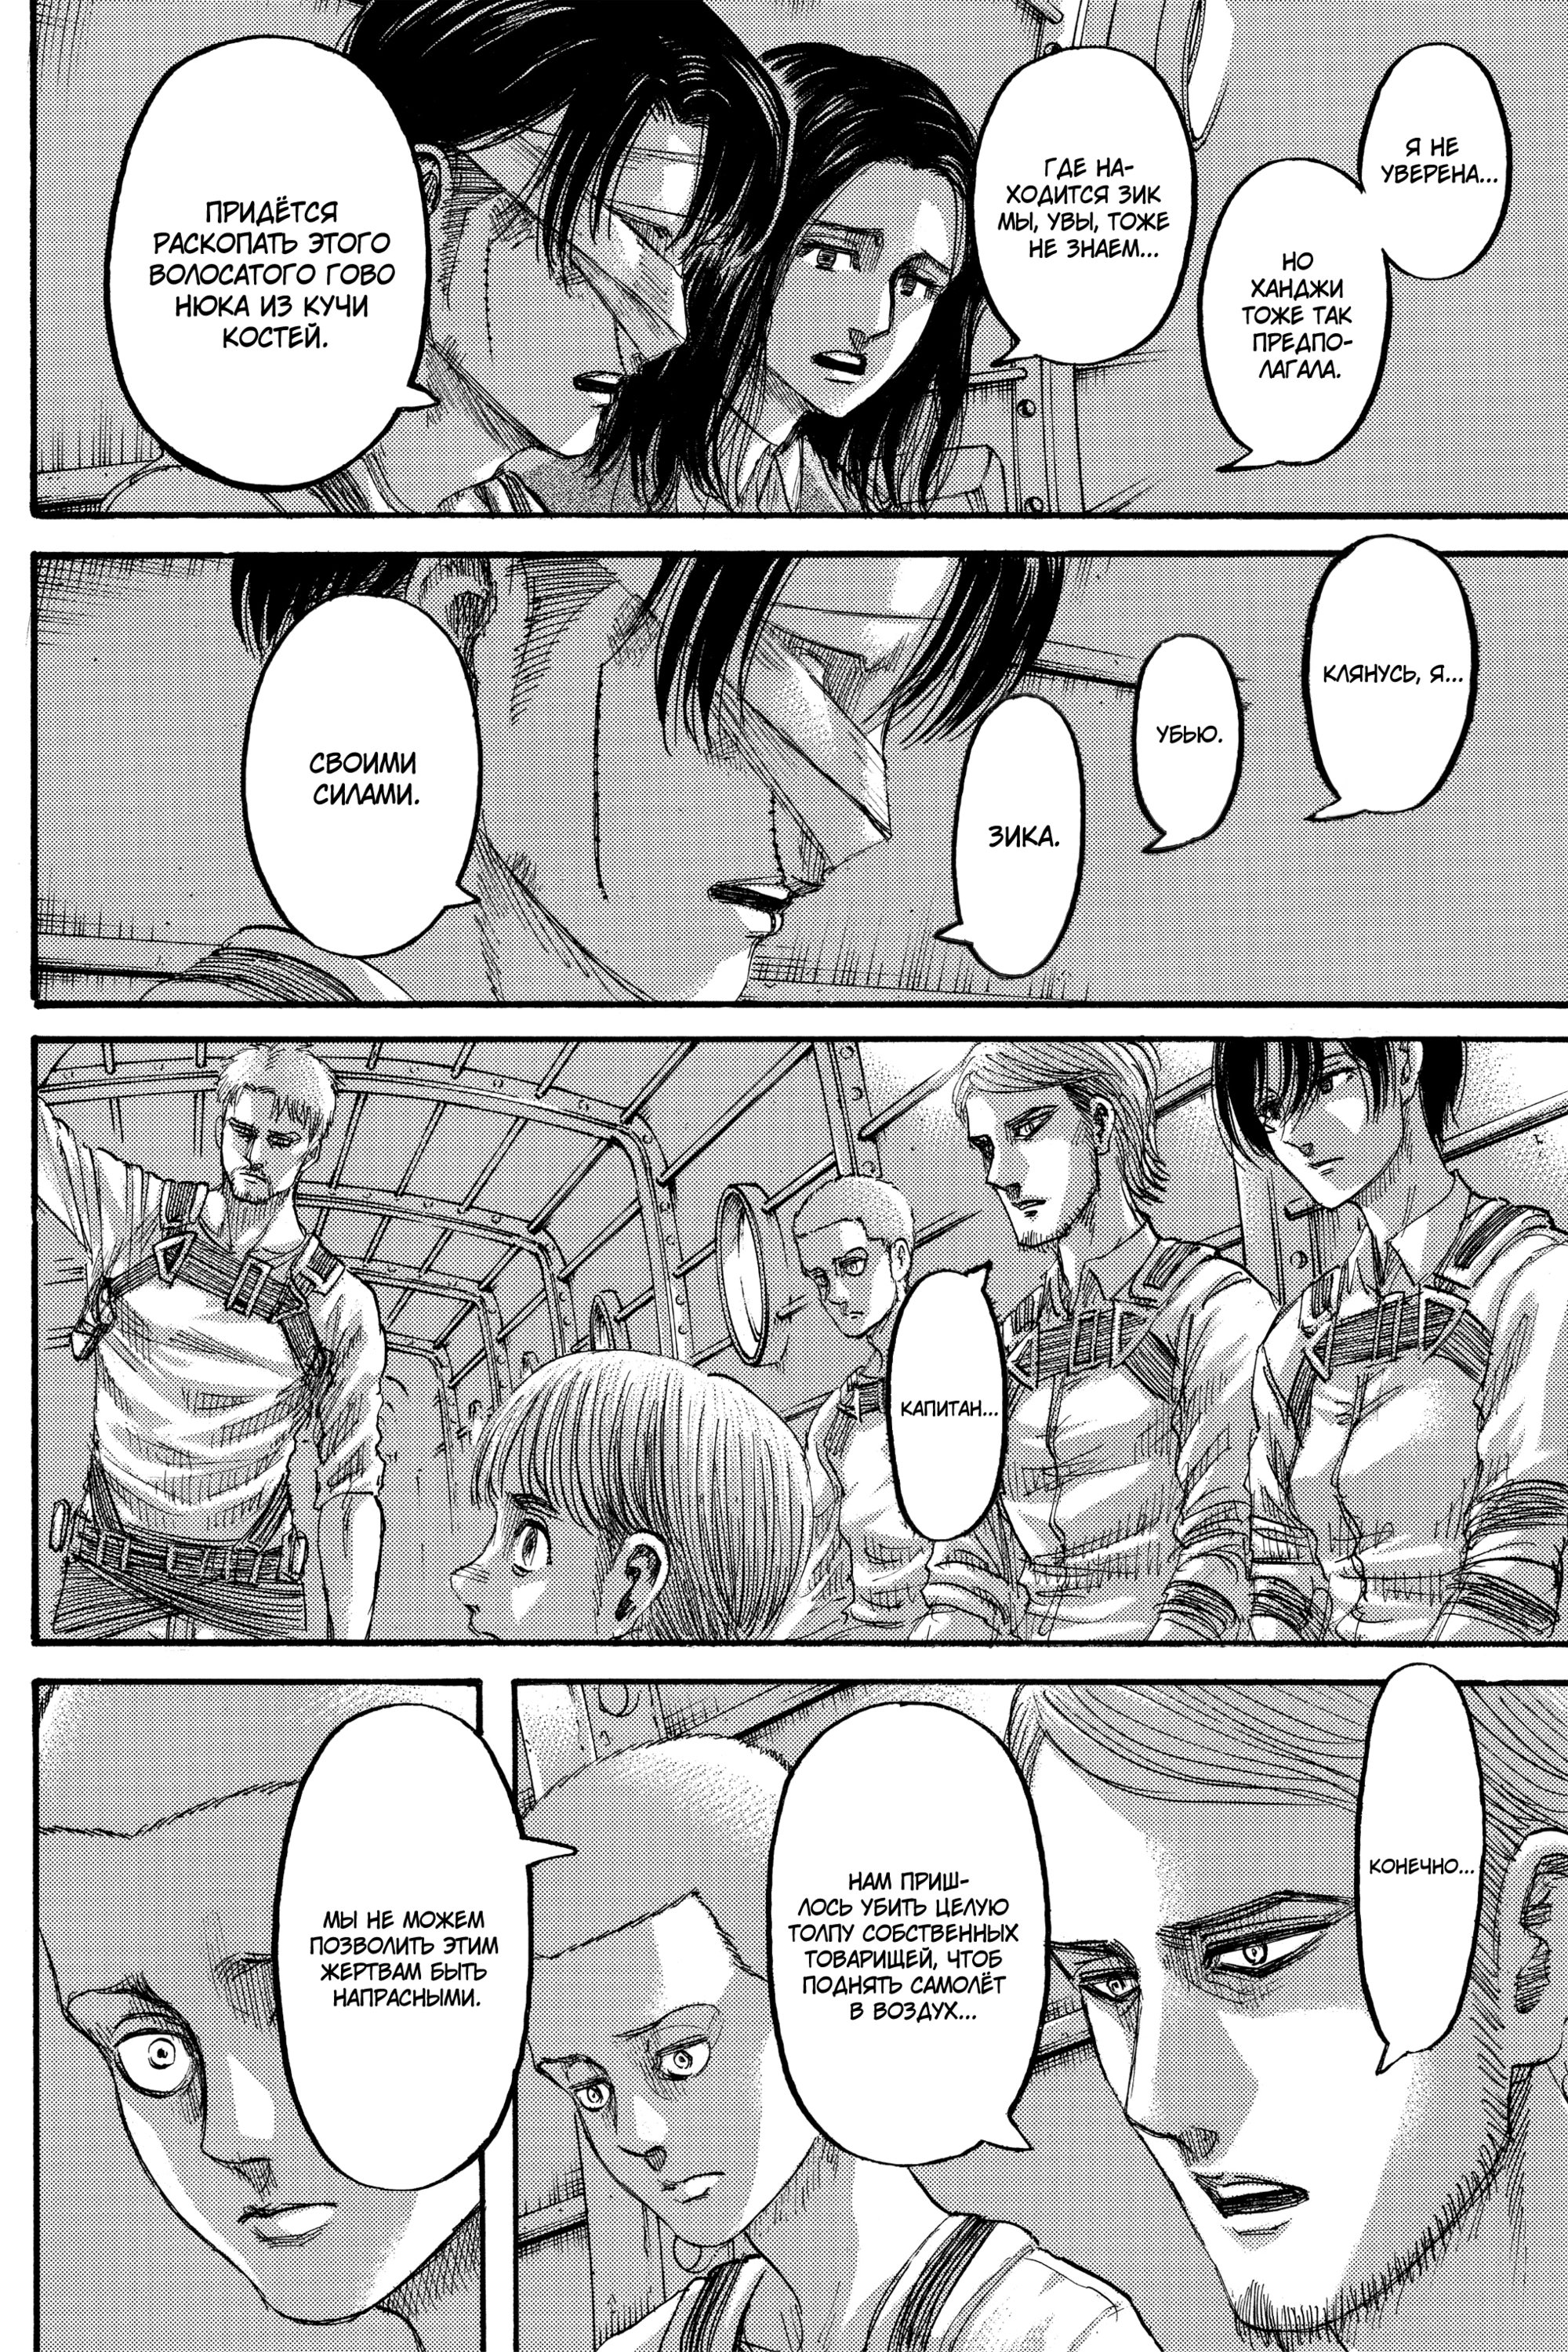 Я НЕ
УВЕРЕНА...
НО
ХАНДЖИ
ТОЖЕ ТАК
ПРЕДПО-
ЛАГАЛА.
ГДЕ НА-
ХОДИТСЯ ЗИК
МЫ, УВЫ, ТОЖЕ
НЕ ЗНАЕМ...
ПРИДЁТСЯ
РАСКОПАТЬ ЭТОГО
ВОЛОСАТОГО ГОВО
НЮКА ИЗ КУЧИ
КОСТЕЙ.
КЛЯНУСЬ, Я...
УБЬЮ.
ЗИКА.
СВОИМИ
СИЛАМИ.
КАПИТАН...
КОНЕЧНО...
НАМ ПРИШ-
ЛОСЬ УБИТЬ ЦЕЛУЮ
ТОЛПУ СОБСТВЕННЫХ
ТОВАРИЩЕЙ, ЧТОБ
ПОДНЯТЬ САМОЛЁТ
В ВОЗДУХ...
МЫ НЕ МОЖЕМ
ПОЗВОЛИТЬ ЭТИМ
ЖЕРТВАМ БЫТЬ
НАПРАСНЫМИ.